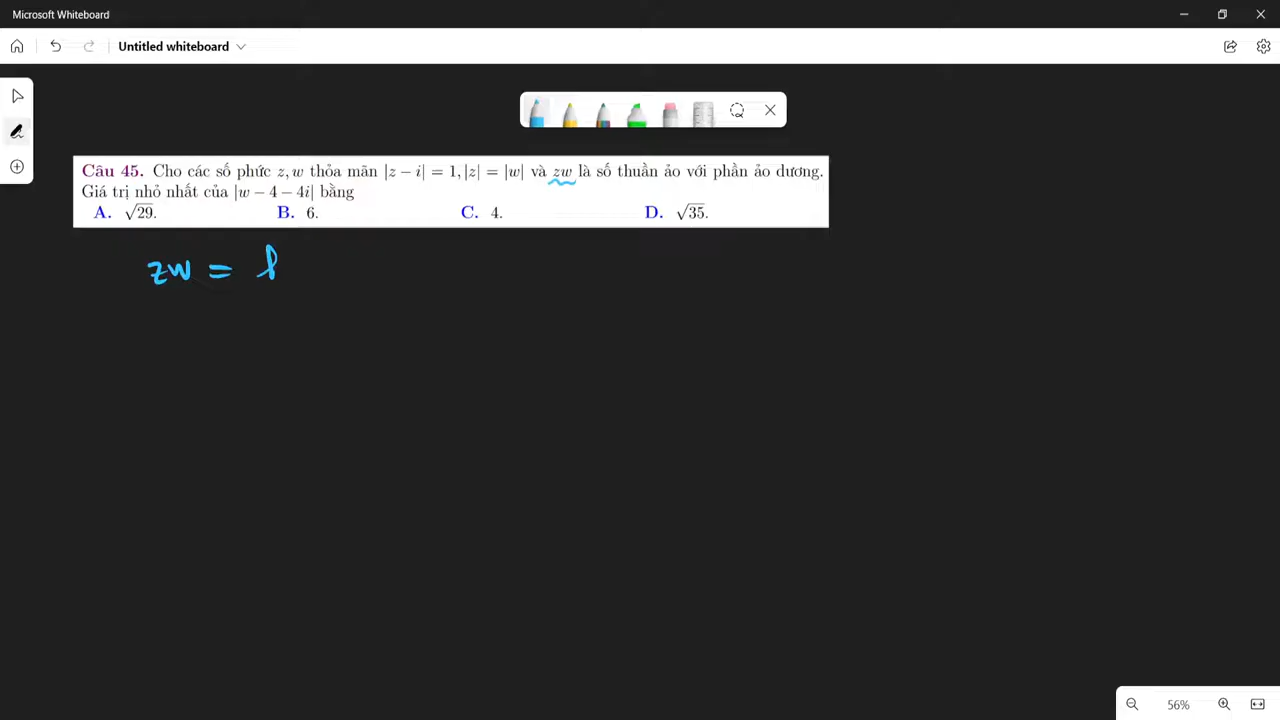 Microsoft Whiteboard
Untitled whiteboard
Câu 45. Cho các số phức z, w thỏa mãn |z − i| = 1, |z| = |w| và zw là số thuần ảo với phần ảo dương.
Giá trị nhỏ nhất của |w − 4 − 4i| bằng
A. √29. B. 6. C. 4. D. √35.
zw =
56%